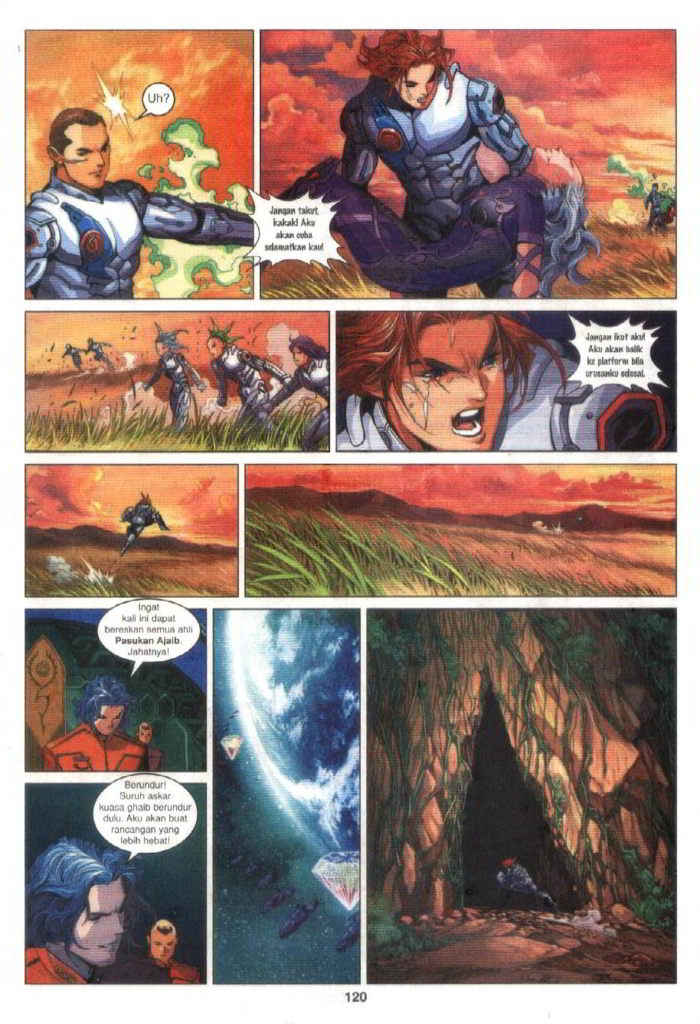 Uh?
Jangan takut,
kakak! Aku
akan cuba
selamatkan kau!
Jangan ikut aku!
Aku akan balik
ke platform bila
urusanku selesai.
Ingat
kali ini dapat
bereskan semua ahli
Pasukan Ajaib.
Jahatnya!
Berundur!
Suruh askar
kuasa ghaib berundur
dulu. Aku akan buat
rancangan yang
lebih hebat!
120